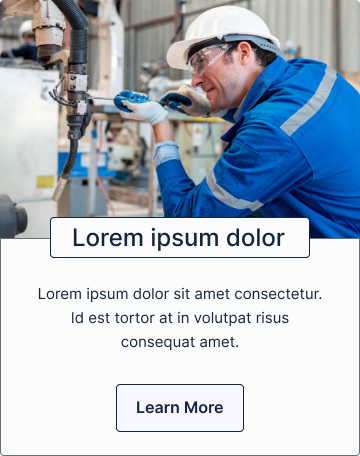 Lorem ipsum dolor
Lorem ipsum dolor sit amet consectetur.
Id est tortor at in volutpat risus
consequat amet.
Learn More